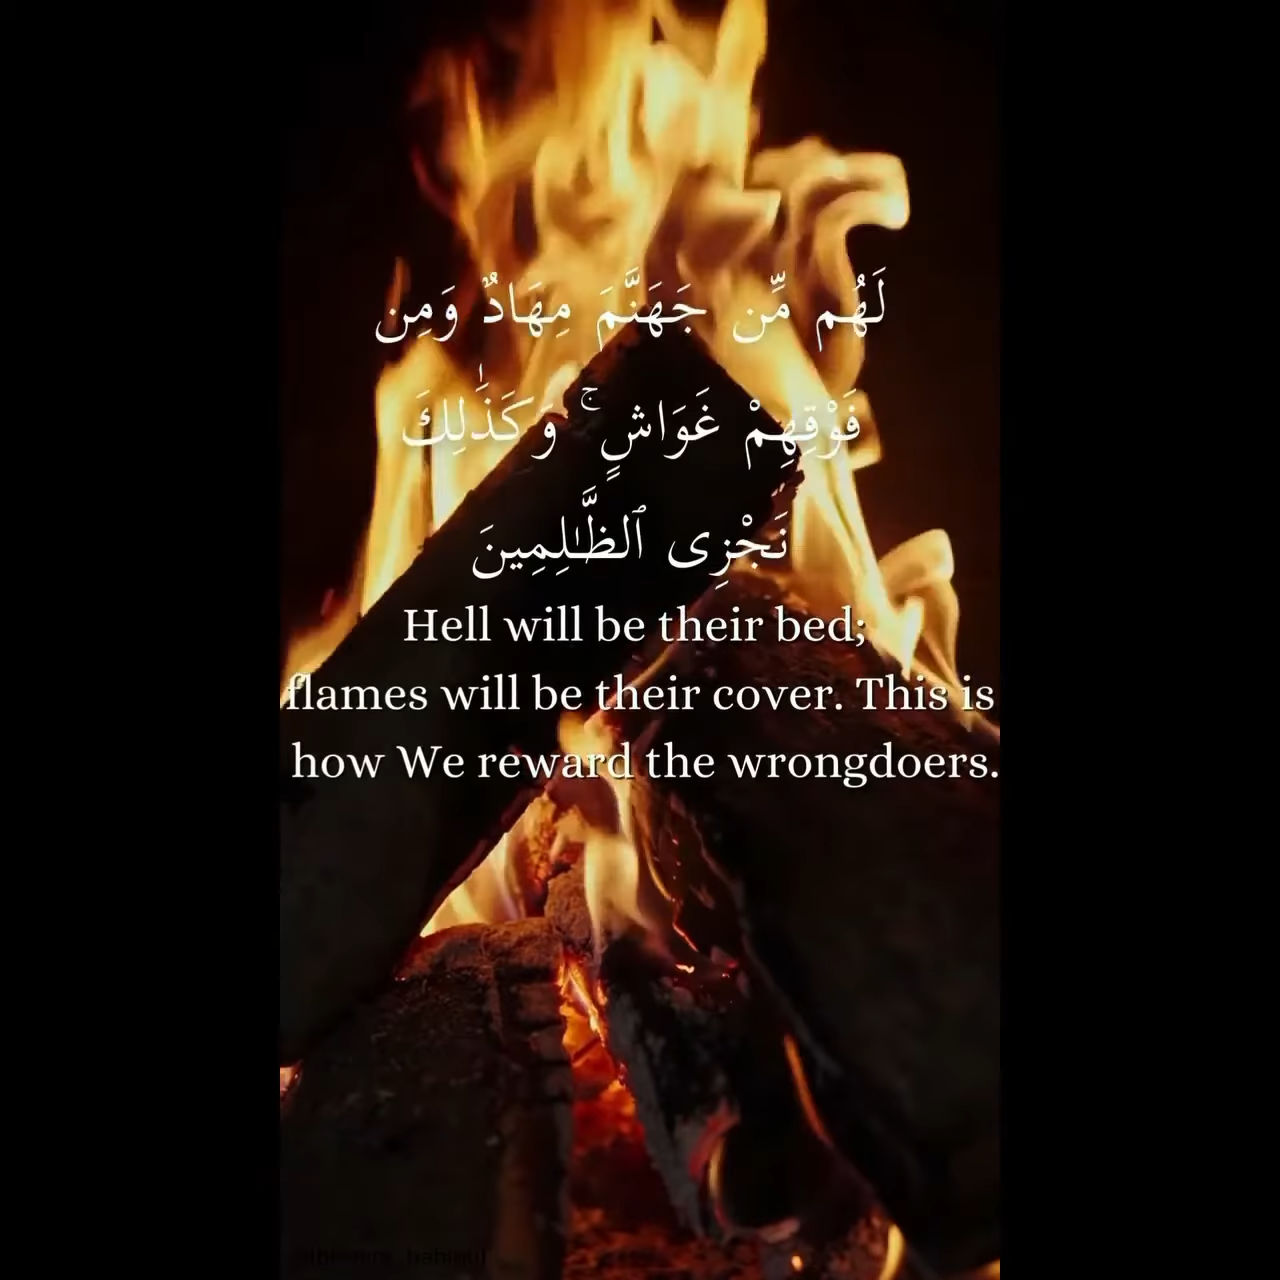 لَهُم مِّن جَهَنَّمَ مِهَادٌ وَمِن
فَوْقِهِمْ غَوَاشٍ ۚ وَكَذَٰلِكَ
نَجْزِى ٱلظَّـٰلِمِينَ
Hell will be their bed;
flames will be their cover. This is
how We reward the wrongdoers.